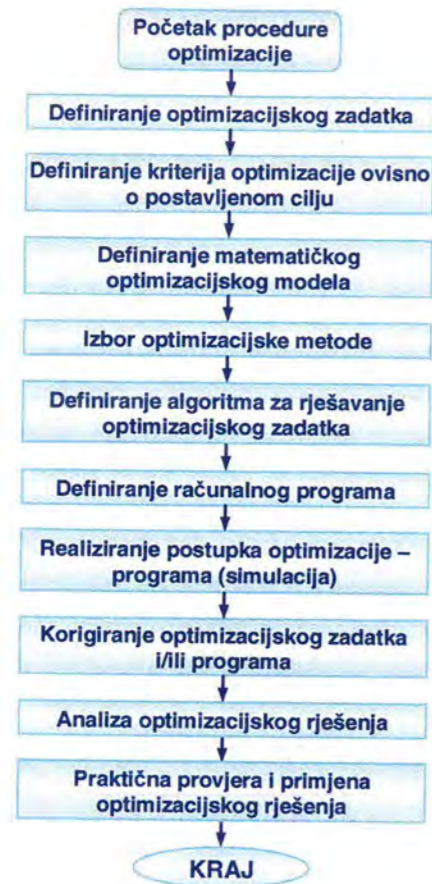 Početak procedure
optimizacije
Definiranje optimizacijskog zadatka
Definiranje kriterija optimizacije ovisno
o postavljenom cilju
Definiranje matematičkog
optimizacijskog modela
Izbor optimizacijske metode
Definiranje algoritma za rješavanje
optimizacijskog zadatka
Definiranje računalnog programa
Realiziranje postupka optimizacije –
programa (simulacija)
Korigiranje optimizacijskog zadatka
i/ili programa
Analiza optimizacijskog rješenja
Praktična provjera i primjena
optimizacijskog rješenja
KRAJ